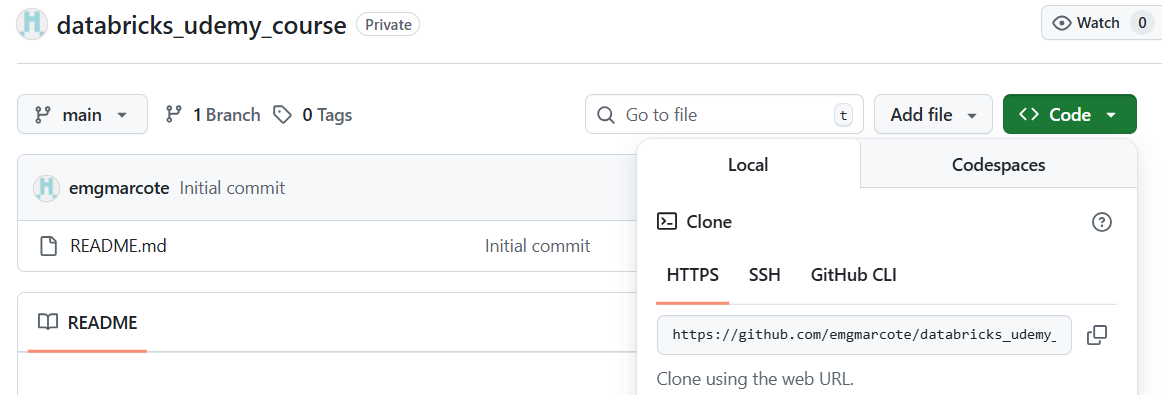 databricks_udemy_course Private Watch 0
main 1 Branch 0 Tags Go to file t Add file Code
Local Codespaces
emgmarcote Initial commit
Clone
README.md Initial commit
HTTPS SSH GitHub CLI
README
https://github.com/emgmarcote/databricks_udemy_
Clone using the web URL.